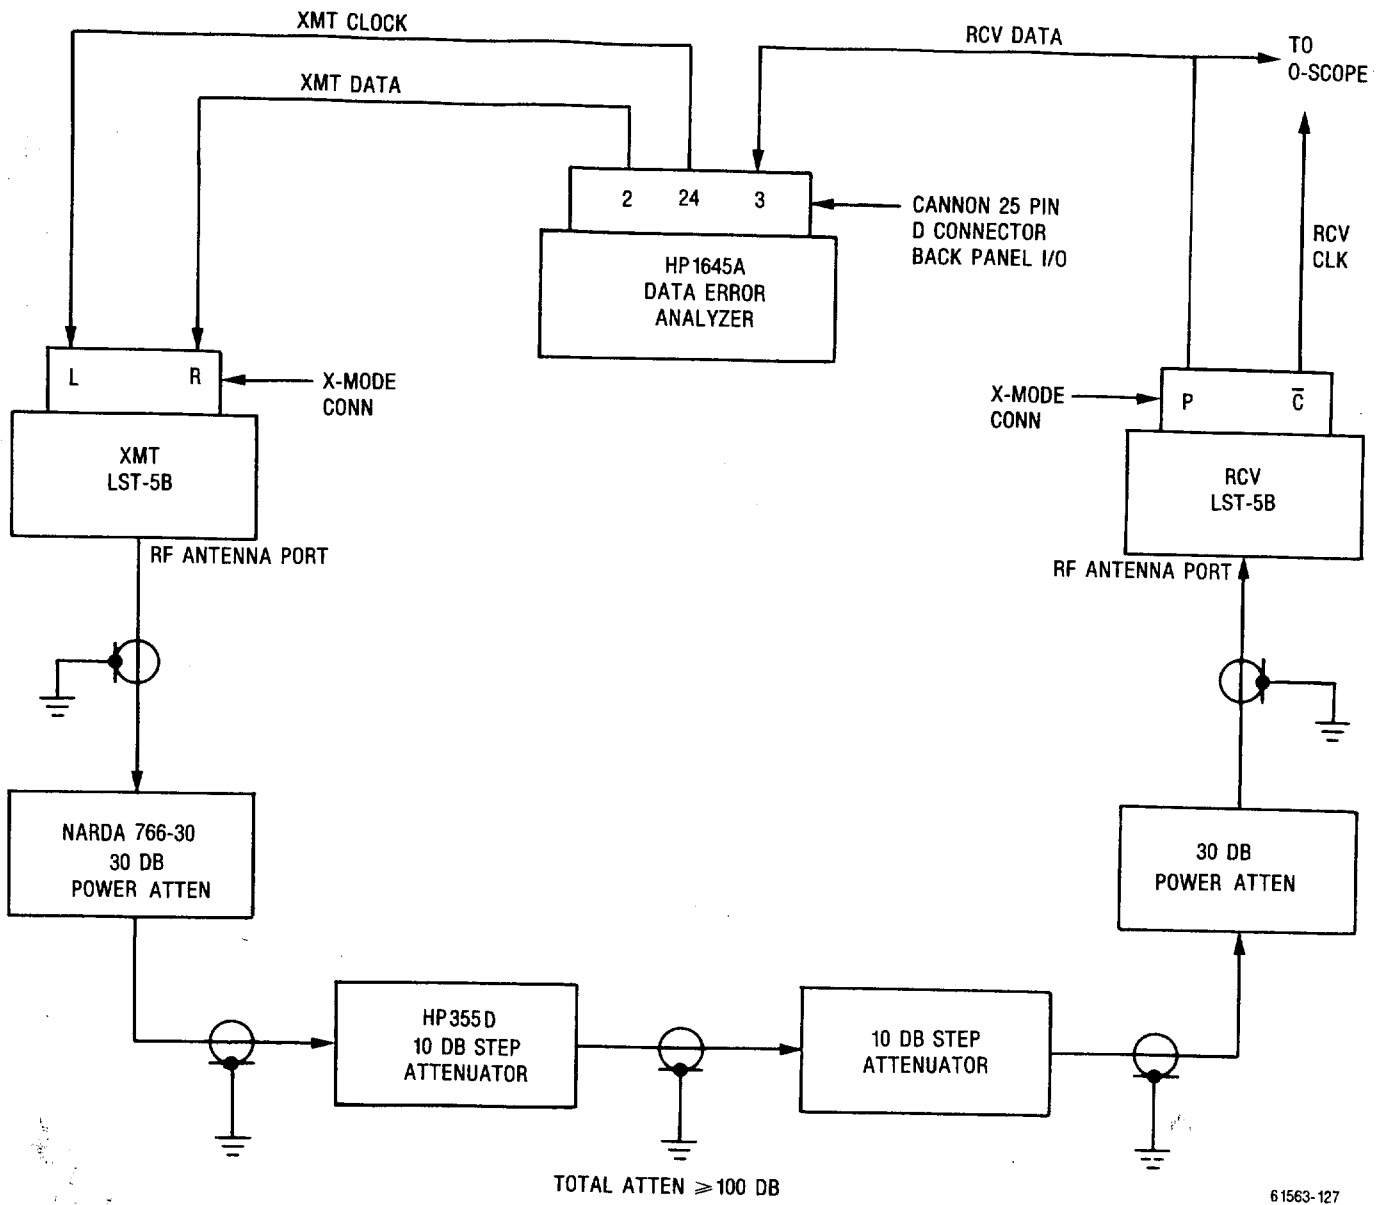 XMT CLOCK
RCV DATA
TO
O-SCOPE
XMT DATA
2 24 3
CANNON 25 PIN
D CONNECTOR
BACK PANEL I/O
RCV
CLK
HP1645A
DATA ERROR
ANALYZER
L R
X-MODE
CONN
X-MODE
CONN
P C̅
XMT
LST-5B
RCV
LST-5B
RF ANTENNA PORT
RF ANTENNA PORT
NARDA 766-30
30 DB
POWER ATTEN
30 DB
POWER ATTEN
HP355D
10 DB STEP
ATTENUATOR
10 DB STEP
ATTENUATOR
TOTAL ATTEN ⩾ 100 DB
61563-127